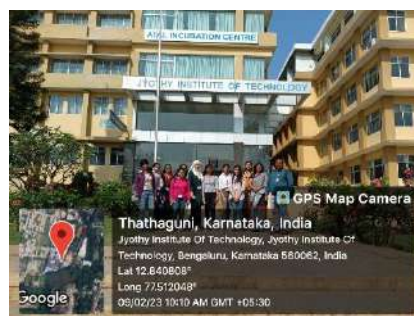 ATAL INCUBATION CENTRE
JYOTHY INSTITUTE OF TECHNOLOGY
GPS Map Camera
Thathaguni, Karnataka, India
Jyothy Institute Of Technology, Jyothy Institute Of
Technology, Bengaluru, Karnataka 560062, India
Lat 12.840808°
Long 77.512048°
09/02/23 10:10 AM GMT +05:30
Google